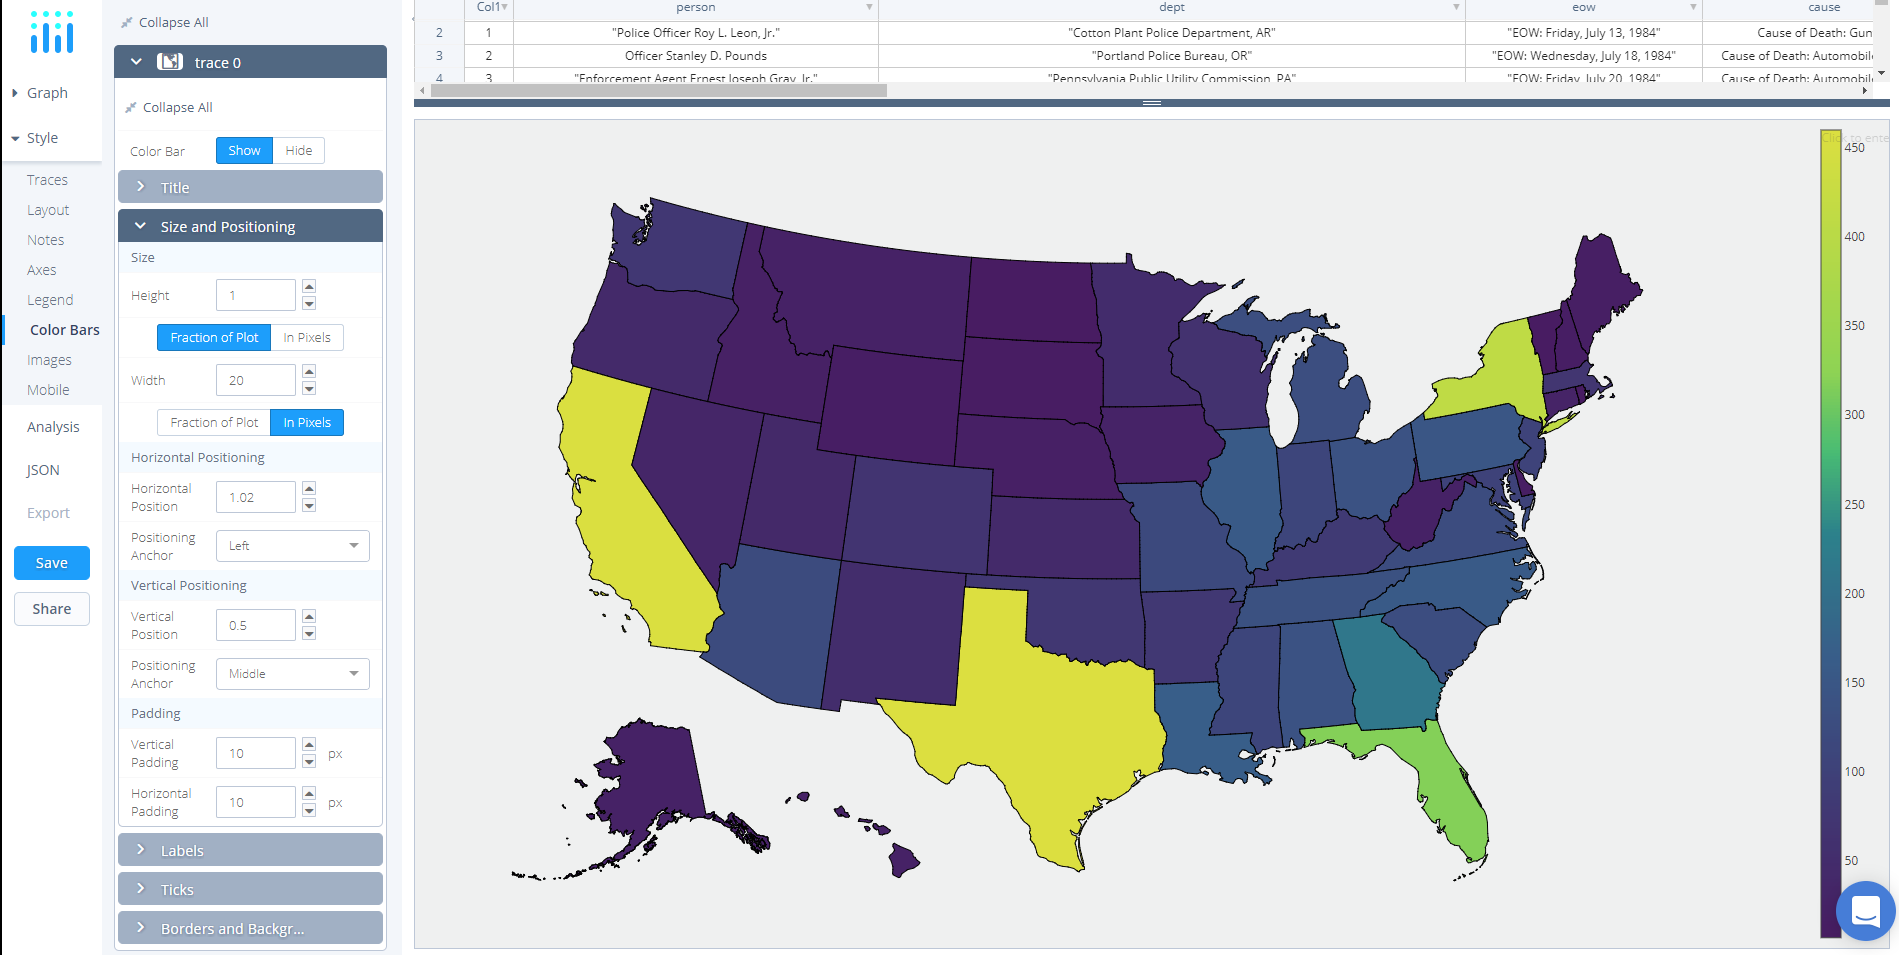 Graph
Style
Traces
Layout
Notes
Axes
Legend
Color Bars
Images
Mobile
Analysis
JSON
Export
Save
Share
Collapse All
trace 0
Collapse All
Color Bar Show Hide
Title
Size and Positioning
Size
Height 1
Fraction of Plot In Pixels
Width 20
Fraction of Plot In Pixels
Horizontal Positioning
Horizontal
Position 1.02
Positioning
Anchor Left
Vertical Positioning
Vertical
Position 0.5
Positioning
Anchor Middle
Padding
Vertical
Padding 10 px
Horizontal
Padding 10 px
Labels
Ticks
Borders and Backgr...
Col1 person dept eow cause
2 1 "Police Officer Roy L. Leon, Jr." "Cotton Plant Police Department, AR" "EOW: Friday, July 13, 1984" Cause of Death: Gun
3 2 Officer Stanley D. Pounds "Portland Police Bureau, OR" "EOW: Wednesday, July 18, 1984" Cause of Death: Automobile
4 3 "Enforcement Agent Ernest Joseph Gray, Jr." "Pennsylvania Public Utility Commission, PA" "EOW: Friday, July 20, 1984" Cause of Death: Automobile
Click to ente
450
400
350
300
250
200
150
100
50